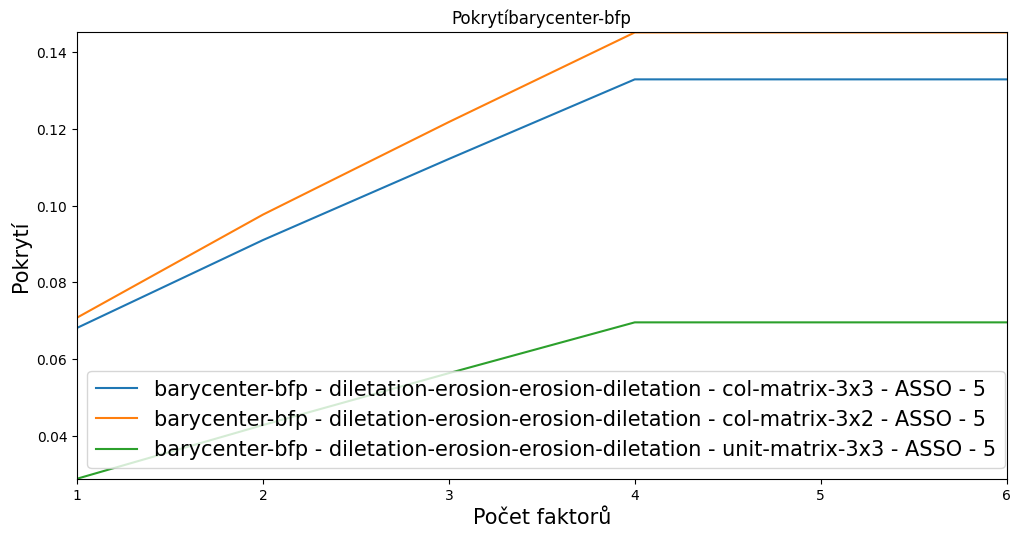 Pokrytíbarycenter-bfp
0.14
0.12
0.10
0.08
0.06
0.04
Pokrytí
barycenter-bfp - diletation-erosion-erosion-diletation - col-matrix-3x3 - ASSO - 5
barycenter-bfp - diletation-erosion-erosion-diletation - col-matrix-3x2 - ASSO - 5
barycenter-bfp - diletation-erosion-erosion-diletation - unit-matrix-3x3 - ASSO - 5
1 2 3 4 5 6
Počet faktorů